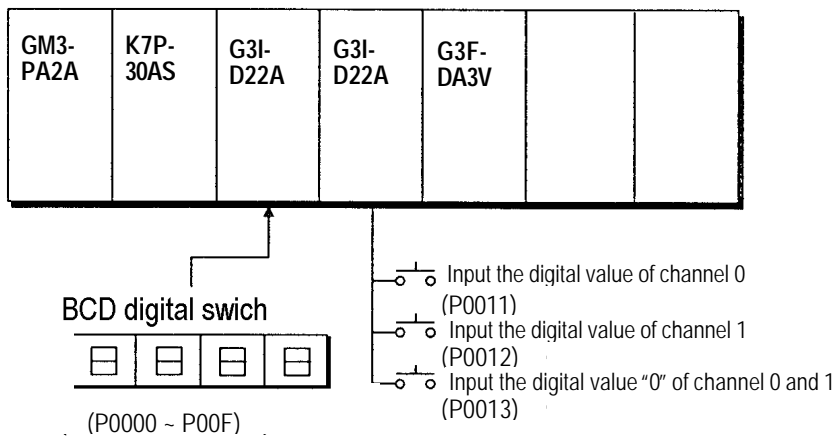 GM3-
PA2A
K7P-
30AS
G3I-
D22A
G3I-
D22A
G3F-
DA3V
BCD digital swich
(P0000 ~ P00F)
Input the digital value of channel 0
(P0011)
Input the digital value of channel 1
(P0012)
Input the digital value “0” of channel 0 and 1
(P0013)